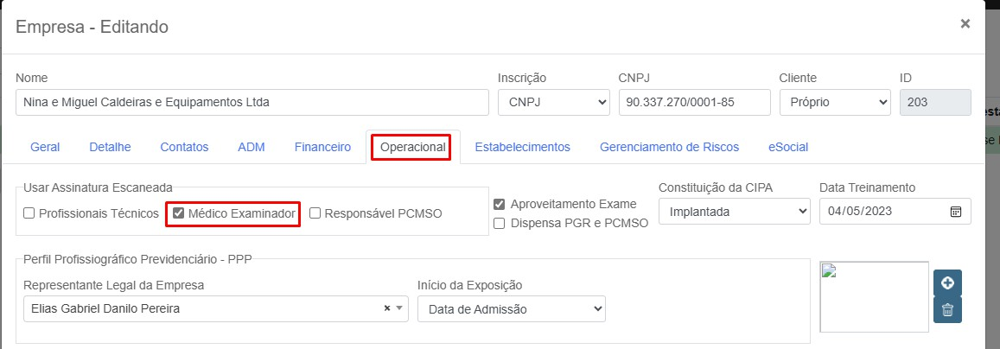 Empresa - Editando
×
Nome
Inscrição
CNPJ
Cliente
ID
Nina e Miguel Caldeiras e Equipamentos Ltda
CNPJ
90.337.270/0001-85
Próprio
203
Geral
Detalhe
Contatos
ADM
Financeiro
Operacional
Estabelecimentos
Gerenciamento de Riscos
eSocial
Usar Assinatura Escaneada
Profissionais Técnicos
Médico Examinador
Responsável PCMSO
Aproveitamento Exame
Dispensa PGR e PCMSO
Constituição da CIPA
Implantada
Data Treinamento
04/05/2023
Perfil Profissiográfico Previdenciário - PPP
Representante Legal da Empresa
Elias Gabriel Danilo Pereira
×
Início da Exposição
Data de Admissão